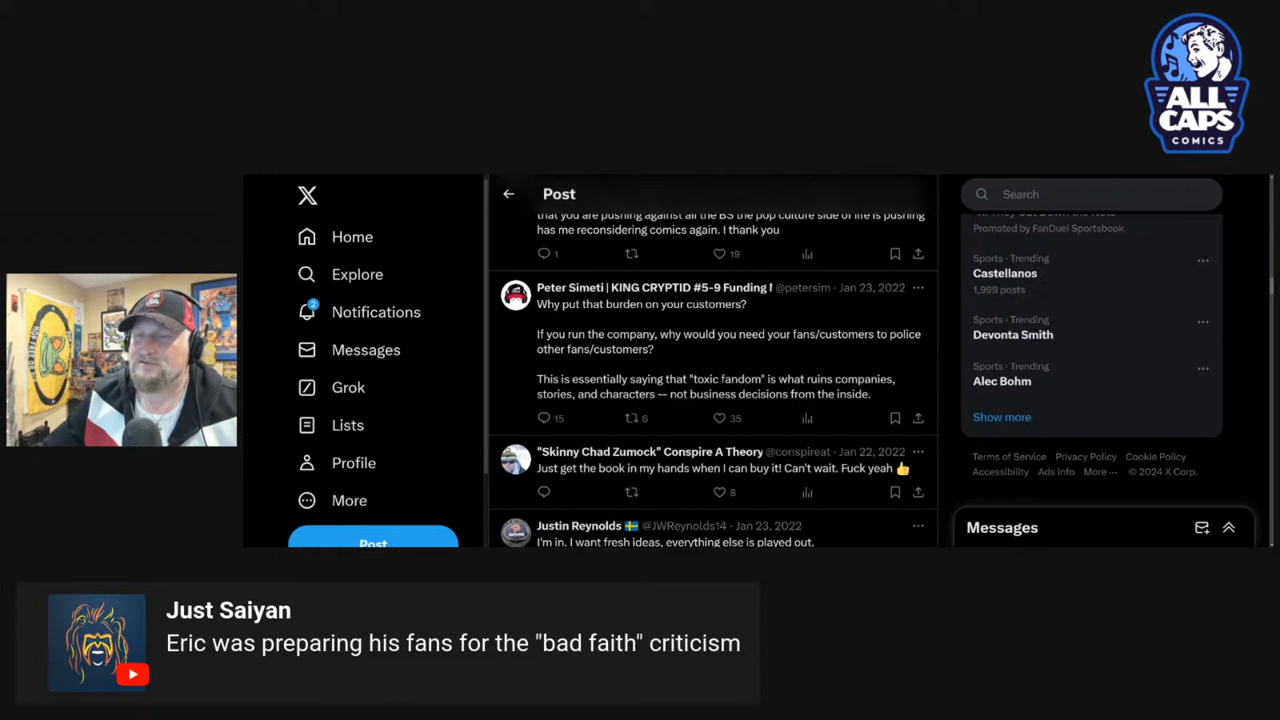 ALL
CAPS
COMICS
Home
Explore
2
Notifications
Messages
Grok
Lists
Profile
More
Post
Post
that you are pushing against all the BS the pop culture side of life is pushing
has me reconsidering comics again. I thank you
1
19
Peter Simeti | KING CRYPTID #5-9 Funding @petersim · Jan 23, 2022
Why put that burden on your customers?
If you run the company, why would you need your fans/customers to police
other fans/customers?
This is essentially saying that "toxic fandom" is what ruins companies,
stories, and characters -- not business decisions from the inside.
15
6
35
"Skinny Chad Zumock" Conspire A Theory @conspireat · Jan 22, 2022
Just get the book in my hands when I can buy it! Can't wait. Fuck yeah 👍
8
Justin Reynolds 🇸🇪 @JWReynolds14 · Jan 23, 2022
I'm in. I want fresh ideas, everything else is played out.
Search
Promoted by FanDuel Sportsbook
Sports · Trending
Castellanos
1,999 posts
Sports · Trending
Devonta Smith
Sports · Trending
Alec Bohm
Show more
Terms of Service Privacy Policy Cookie Policy
Accessibility Ads info More ··· © 2024 X Corp.
Messages
Just Saiyan
Eric was preparing his fans for the "bad faith" criticism